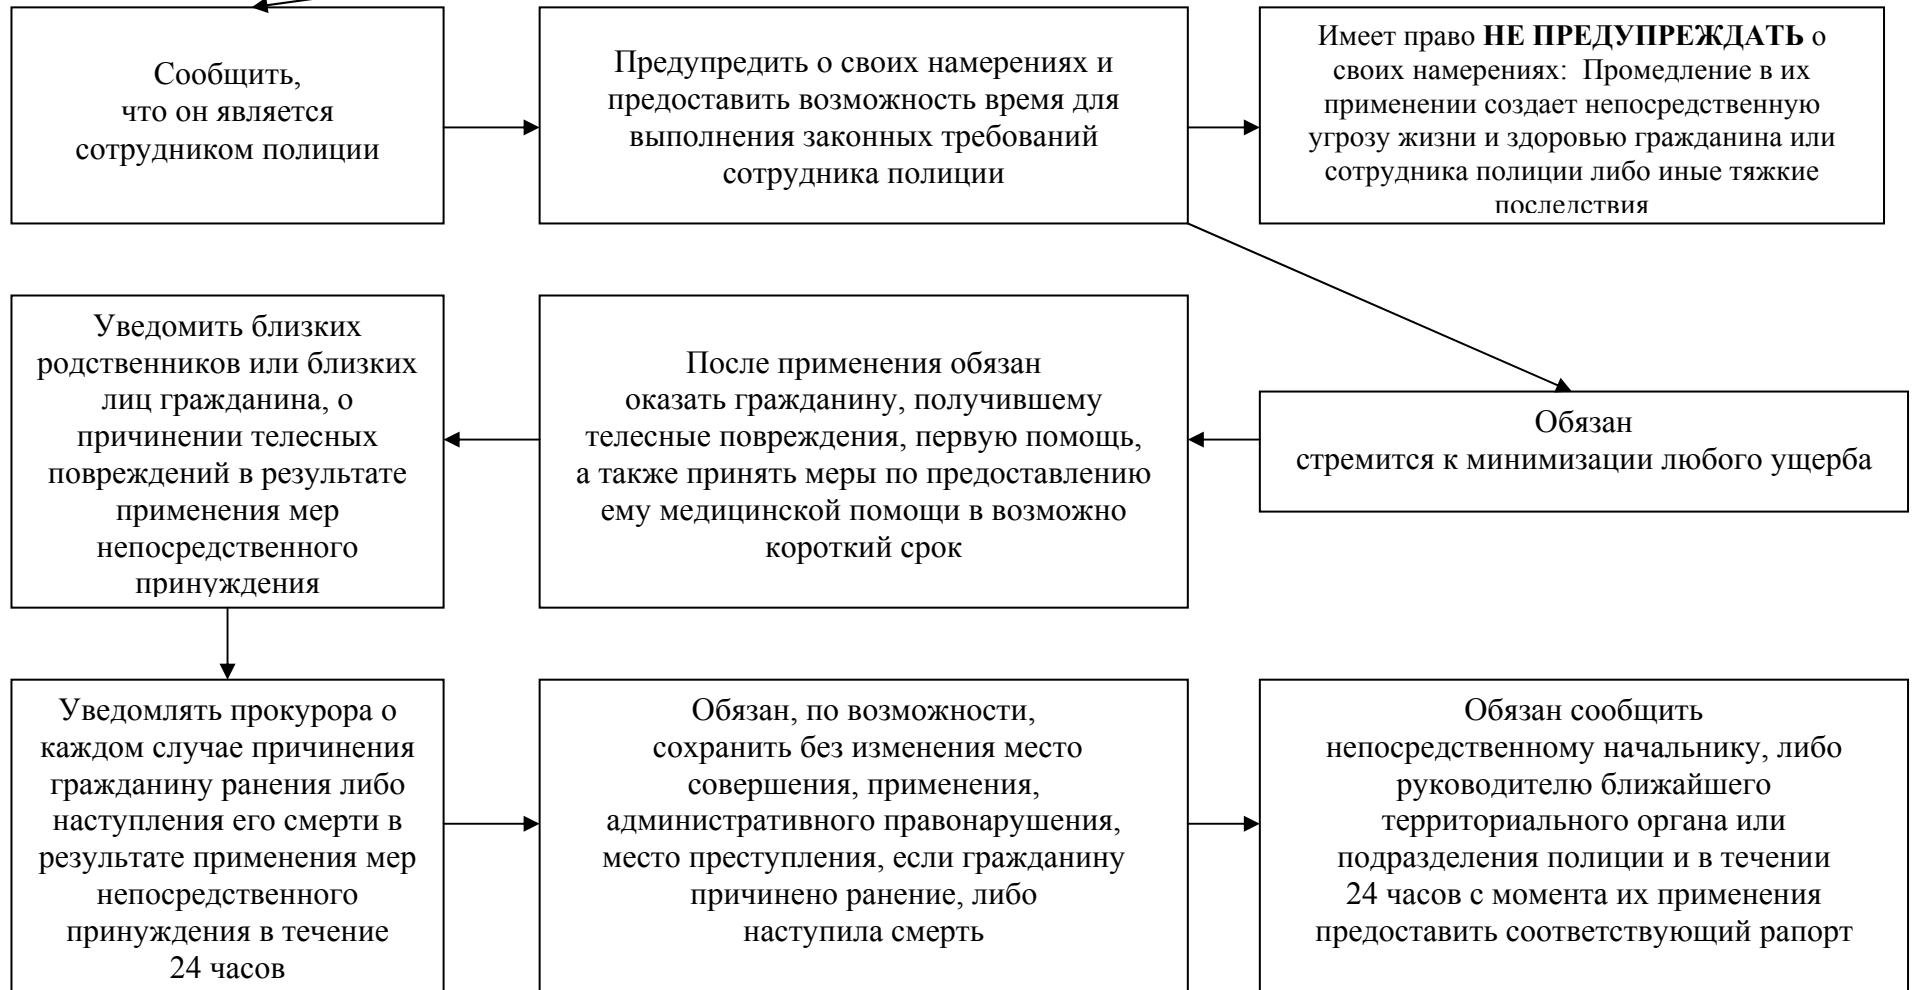 Сообщить,
что он является
сотрудником полиции
Предупредить о своих намерениях и
предоставить возможность время для
выполнения законных требований
сотрудника полиции
Имеет право НЕ ПРЕДУПРЕЖДАТЬ о
своих намерениях: Промедление в их
применении создает непосредственную
угрозу жизни и здоровью гражданина или
сотрудника полиции либо иные тяжкие
последствия
Уведомить близких
родственников или близких
лиц гражданина, о
причинении телесных
повреждений в результате
применения мер
непосредственного
принуждения
После применения обязан
оказать гражданину, получившему
телесные повреждения, первую помощь,
а также принять меры по предоставлению
ему медицинской помощи в возможно
короткий срок
Обязан
стремится к минимизации любого ущерба
Уведомлять прокурора о
каждом случае причинения
гражданину ранения либо
наступления его смерти в
результате применения мер
непосредственного
принуждения в течение
24 часов
Обязан, по возможности,
сохранить без изменения место
совершения, применения,
административного правонарушения,
место преступления, если гражданину
причинено ранение, либо
наступила смерть
Обязан сообщить
непосредственному начальнику, либо
руководителю ближайшего
территориального органа или
подразделения полиции и в течении
24 часов с момента их применения
предоставить соответствующий рапорт